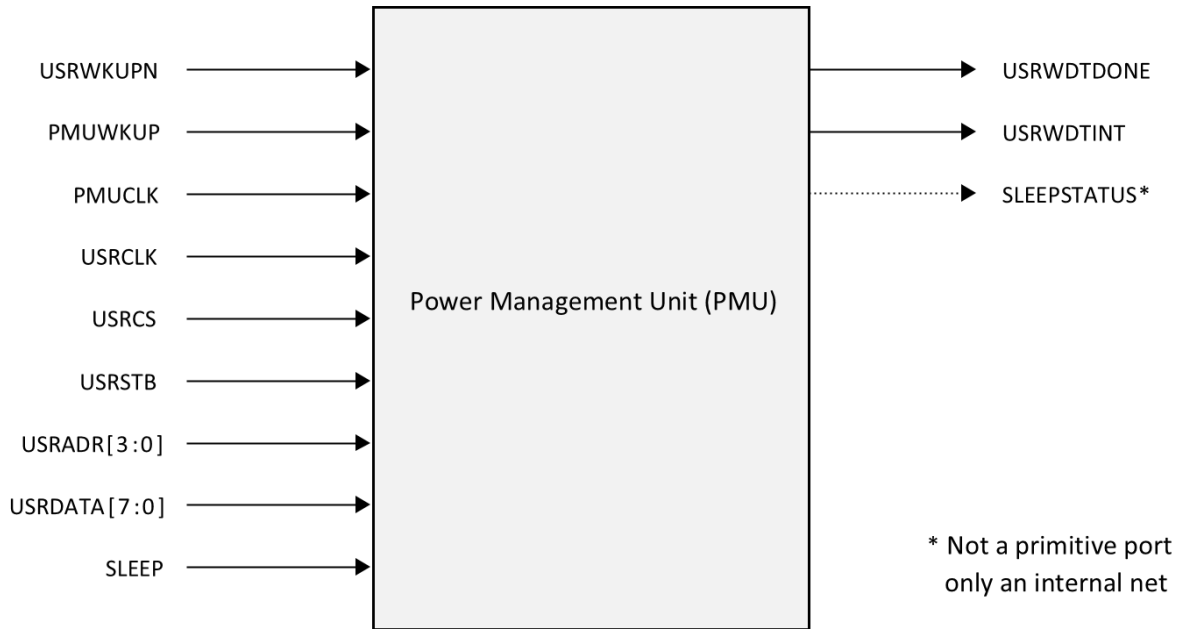 USRWKUPN
PMUWKUP
PMUCLK
USRCLK
USRCS
USRSTB
USRADR[3:0]
USRDATA[7:0]
SLEEP
Power Management Unit (PMU)
USRWDTDONE
USRWDTINT
SLEEPSTATUS*
* Not a primitive port
only an internal net